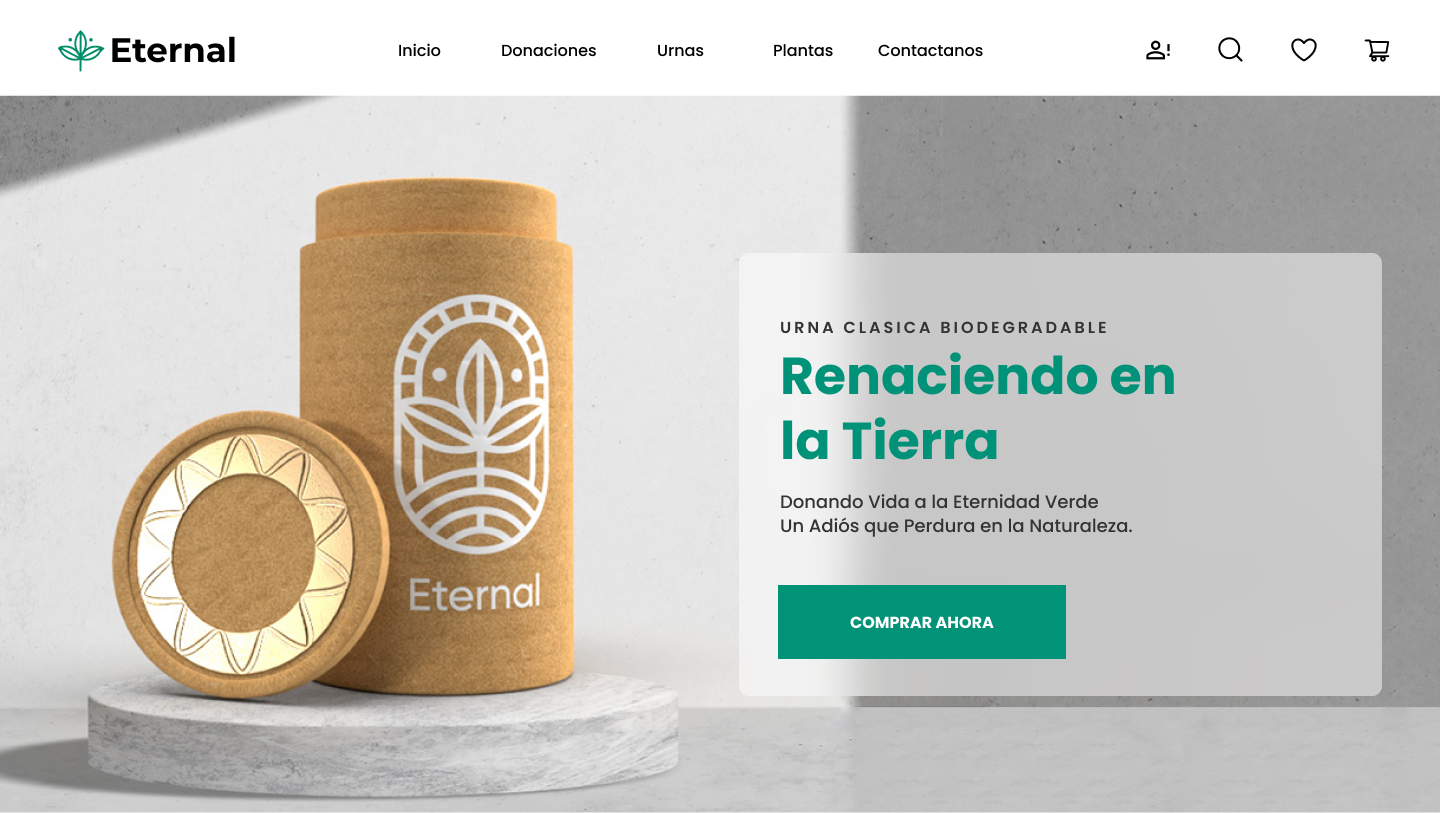 Eternal
Inicio
Donaciones
Urnas
Plantas
Contactanos
URNA CLASICA BIODEGRADABLE
Renaciendo en
la Tierra
Donando Vida a la Eternidad Verde
Un Adiós que Perdura en la Naturaleza.
COMPRAR AHORA
Eternal